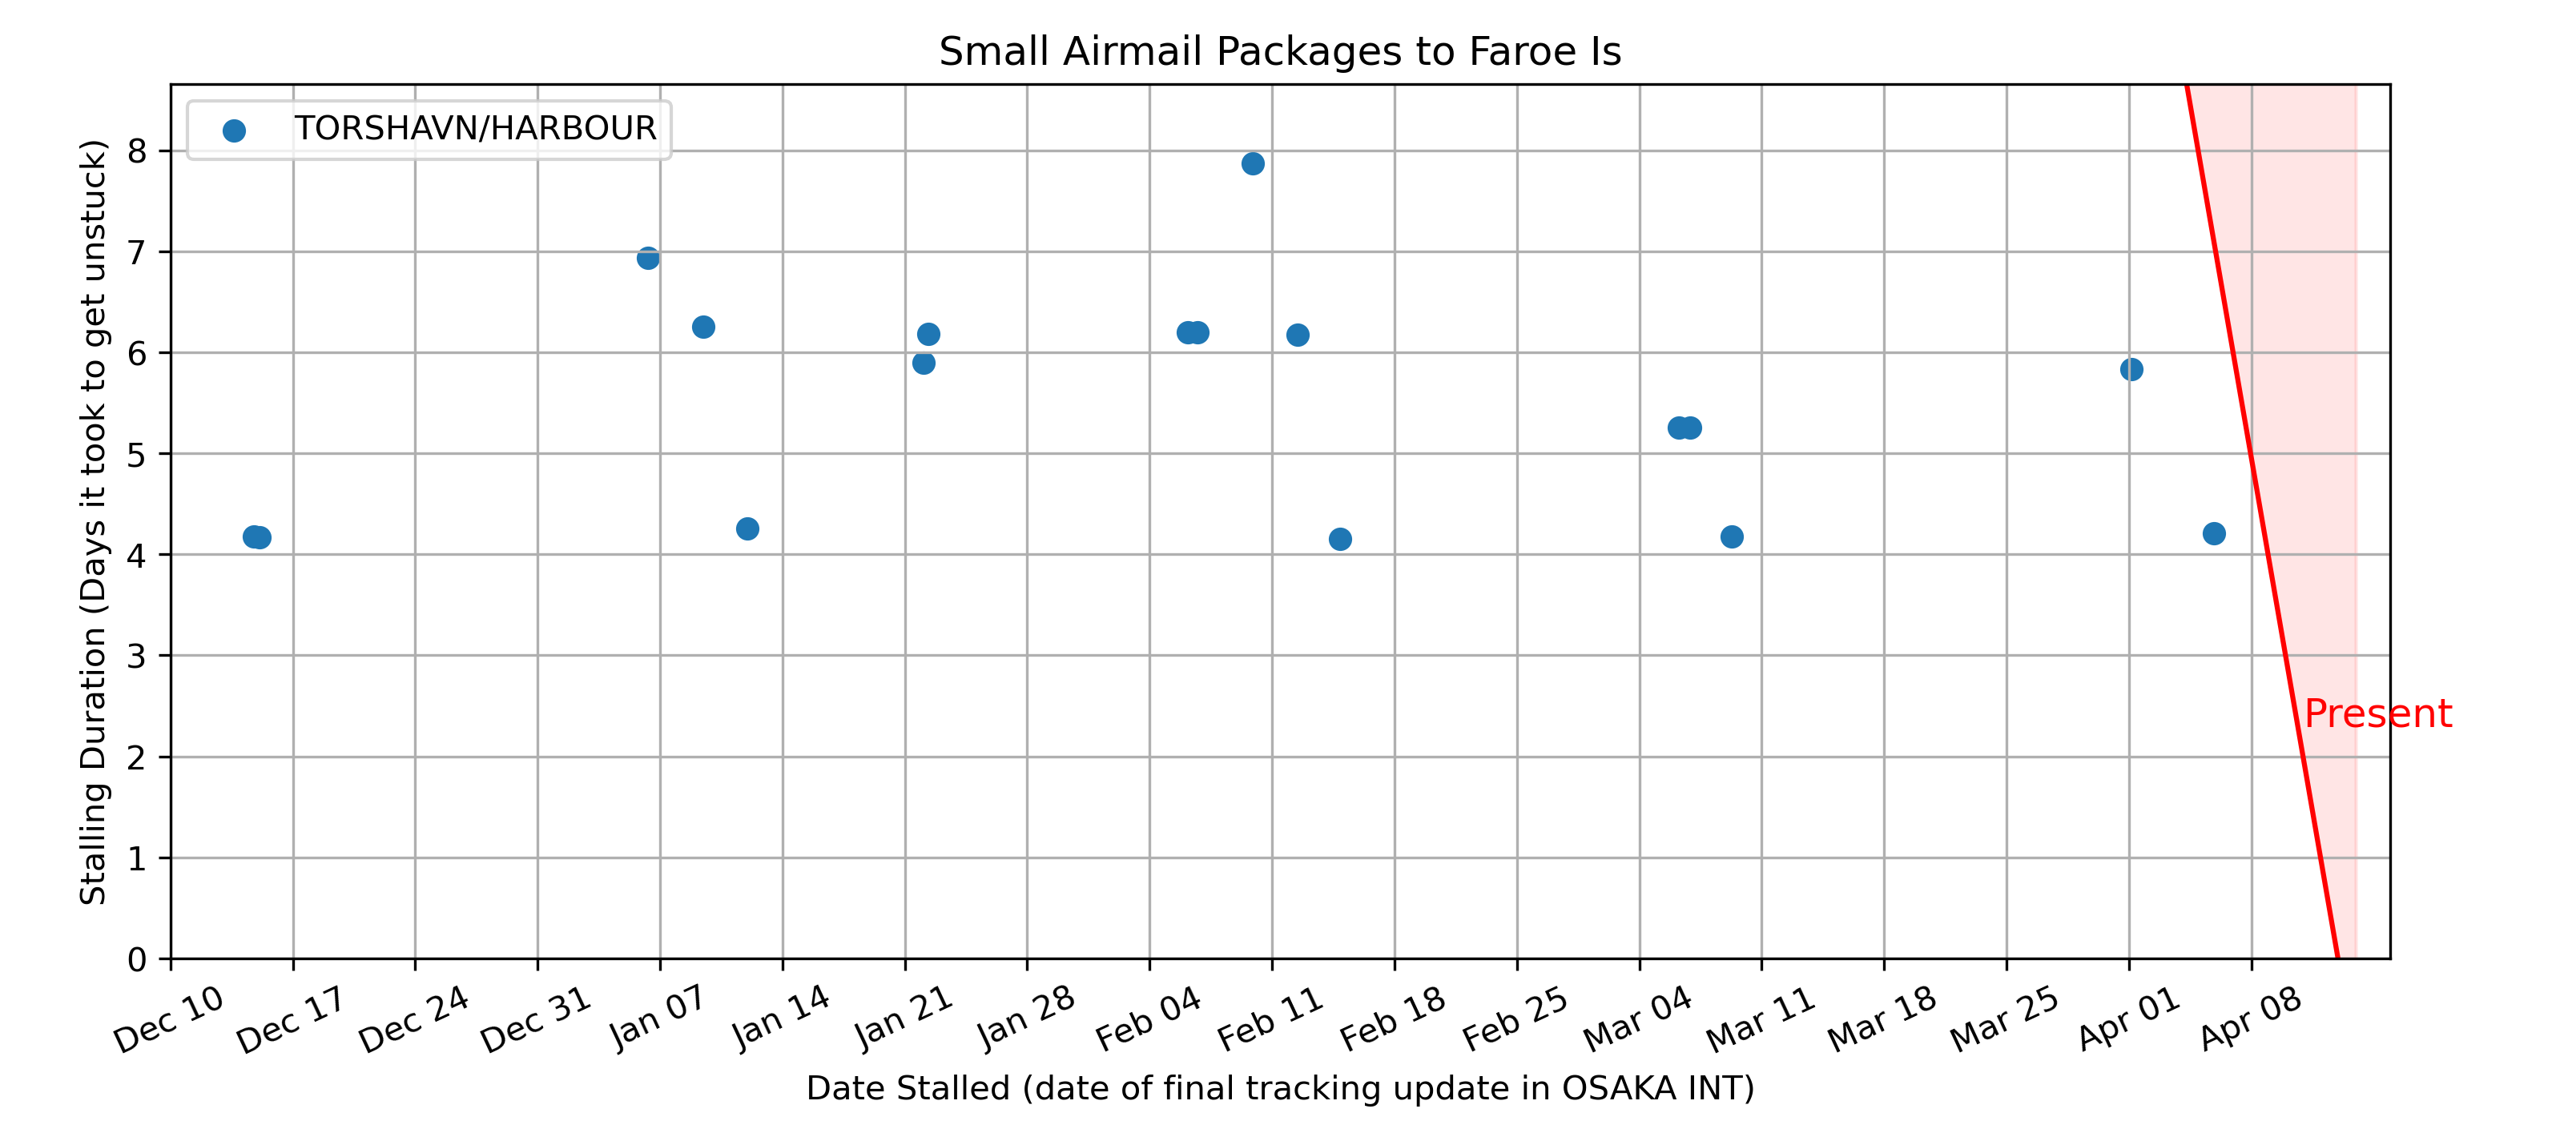 Small Airmail Packages to Faroe Is
TORSHAVN/HARBOUR
Stalling Duration (Days it took to get unstuck)
8
7
6
5
4
3
2
1
0
Present
Dec 10
Dec 17
Dec 24
Dec 31
Jan 07
Jan 14
Jan 21
Jan 28
Feb 04
Feb 11
Feb 18
Feb 25
Mar 04
Mar 11
Mar 18
Mar 25
Apr 01
Apr 08
Date Stalled (date of final tracking update in OSAKA INT)